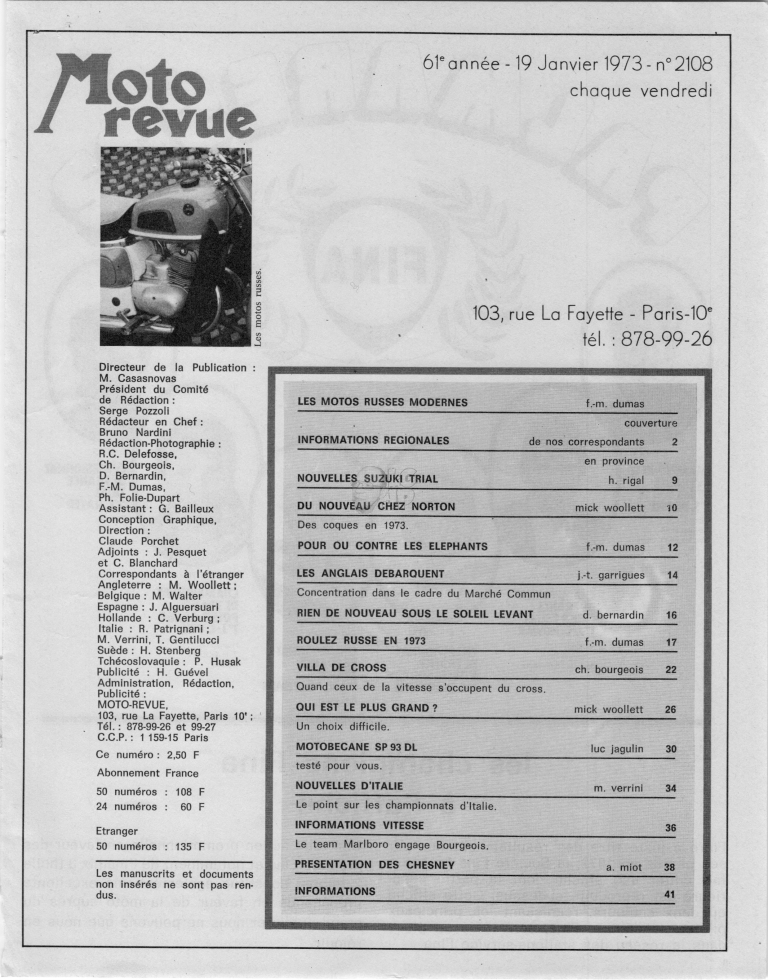 Moto
revue
61e année - 19 Janvier 1973 - n° 2108
chaque vendredi
Les motos russes.
103, rue La Fayette - Paris-10e
tél. : 878-99-26
Directeur de la Publication :
M. Casasnovas
Président du Comité
de Rédaction :
Serge Pozzoli
Rédacteur en Chef :
Bruno Nardini
Rédaction-Photographie :
R.C. Delefosse,
Ch. Bourgeois,
D. Bernardin,
F.-M. Dumas,
Ph. Folie-Dupart
Assistant : G. Bailleux
Conception Graphique,
Direction :
Claude Porchet
Adjoints : J. Pesquet
et C. Blanchard
Correspondants à l'étranger
Angleterre : M. Woollett ;
Belgique : M. Walter
Espagne : J. Alguersuari
Hollande : C. Verburg ;
Italie : R. Patrignani ;
M. Verrini, T. Gentilucci
Suède : H. Stenberg
Tchécoslovaquie : P. Husak
Publicité : H. Guével
Administration, Rédaction,
Publicité :
MOTO-REVUE,
103, rue La Fayette, Paris 10e ;
Tél. : 878-99-26 et 99-27
C.C.P. : 1 159-15 Paris
Ce numéro : 2,50 F
Abonnement France
50 numéros : 108 F
24 numéros : 60 F
Etranger
50 numéros : 135 F
Les manuscrits et documents
non insérés ne sont pas ren-
dus.
LES MOTOS RUSSES MODERNES f.-m. dumas
couverture
INFORMATIONS REGIONALES de nos correspondants 2
en province
NOUVELLES SUZUKI TRIAL h. rigal 9
DU NOUVEAU CHEZ NORTON mick woollett 10
Des coques en 1973.
POUR OU CONTRE LES ELEPHANTS f.-m. dumas 12
LES ANGLAIS DEBARQUENT j.-t. garrigues 14
Concentration dans le cadre du Marché Commun
RIEN DE NOUVEAU SOUS LE SOLEIL LEVANT d. bernardin 16
ROULEZ RUSSE EN 1973 f.-m. dumas 17
VILLA DE CROSS ch. bourgeois 22
Quand ceux de la vitesse s'occupent du cross.
QUI EST LE PLUS GRAND ? mick woollett 26
Un choix difficile.
MOTOBECANE SP 93 DL luc jagulin 30
testé pour vous.
NOUVELLES D'ITALIE m. verrini 34
Le point sur les championnats d'Italie.
INFORMATIONS VITESSE 36
Le team Marlboro engage Bourgeois.
PRESENTATION DES CHESNEY a. miot 38
INFORMATIONS 41